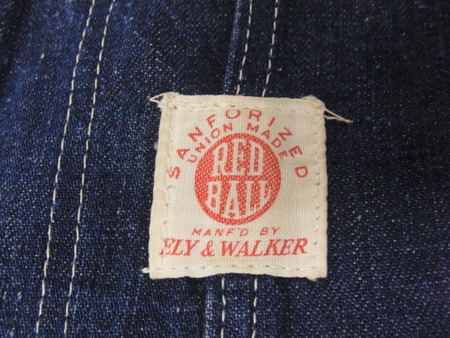 SANFORIZED
UNION MADE
RED
BALL
MANF'D BY
ELY & WALKER